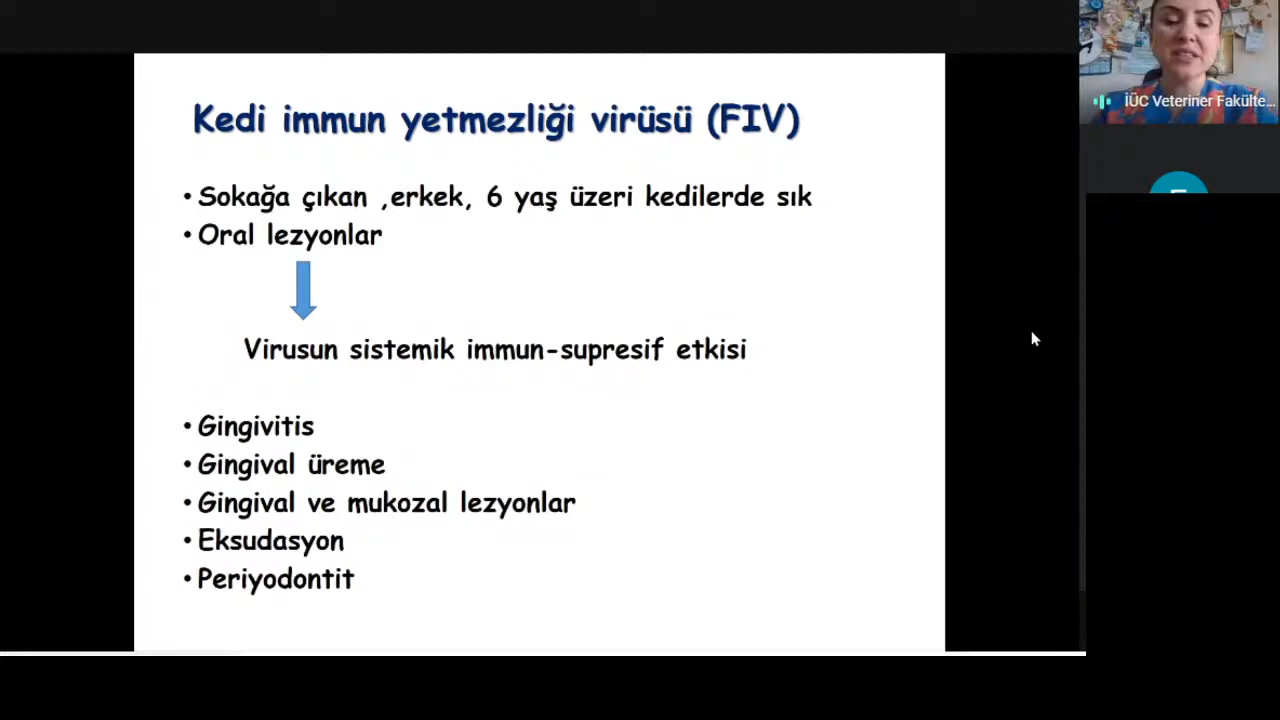 Kedi immun yetmezliği virüsü (FIV)
• Sokağa çıkan ,erkek, 6 yaş üzeri kedilerde sık
• Oral lezyonlar
Virusun sistemik immun-supresif etkisi
• Gingivitis
• Gingival üreme
• Gingival ve mukozal lezyonlar
• Eksudasyon
• Periyodontit
İÜC Veteriner Fakülte...